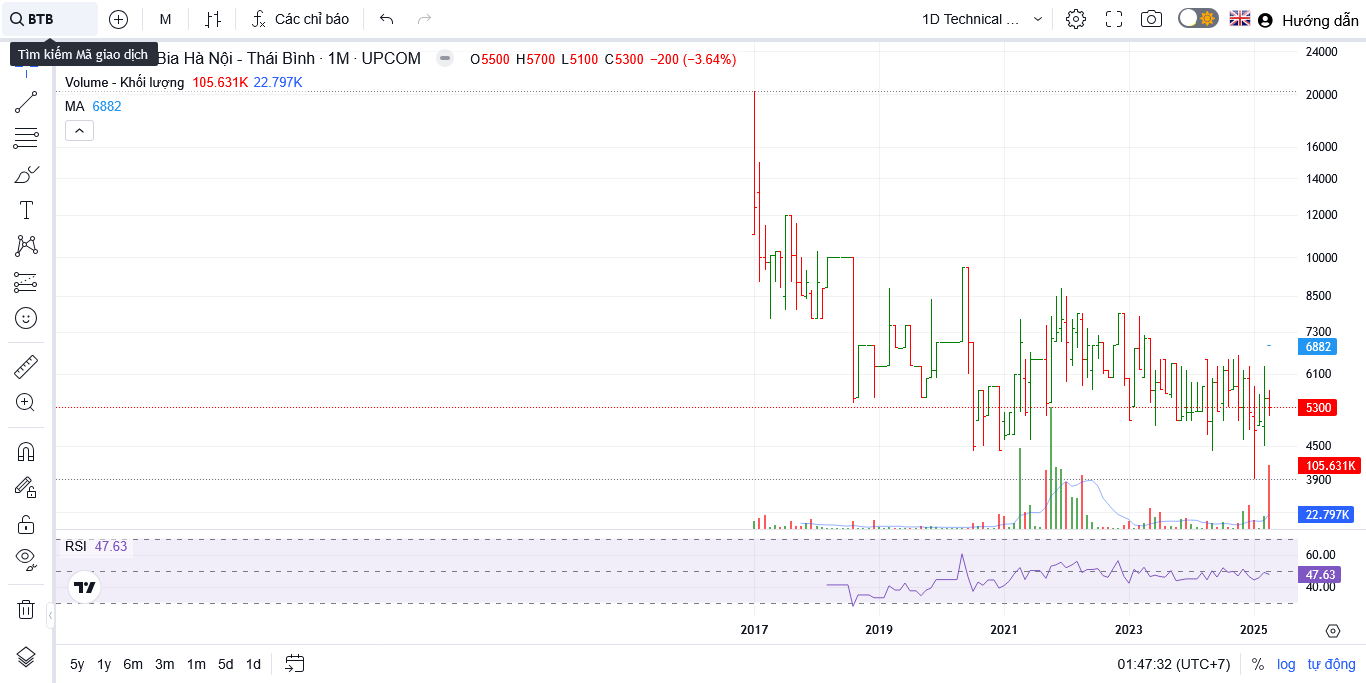 BTB
M
Các chỉ báo
1D Technical ...
Hướng dẫn
Tìm kiếm Mã giao dịch
Bia Hà Nội - Thái Bình · 1M · UPCOM
O5500 H5700 L5100 C5300 −200 (−3.64%)
Volume - Khối lượng 105.631K 22.797K
MA 6882
24000
20000
16000
14000
12000
10000
8500
7300
6882
6100
5300
4500
105.631K
3900
22.797K
RSI 47.63
60.00
47.63
40.00
2017 2019 2021 2023 2025
5y 1y 6m 3m 1m 5d 1d
01:47:32 (UTC+7)
% log tự động